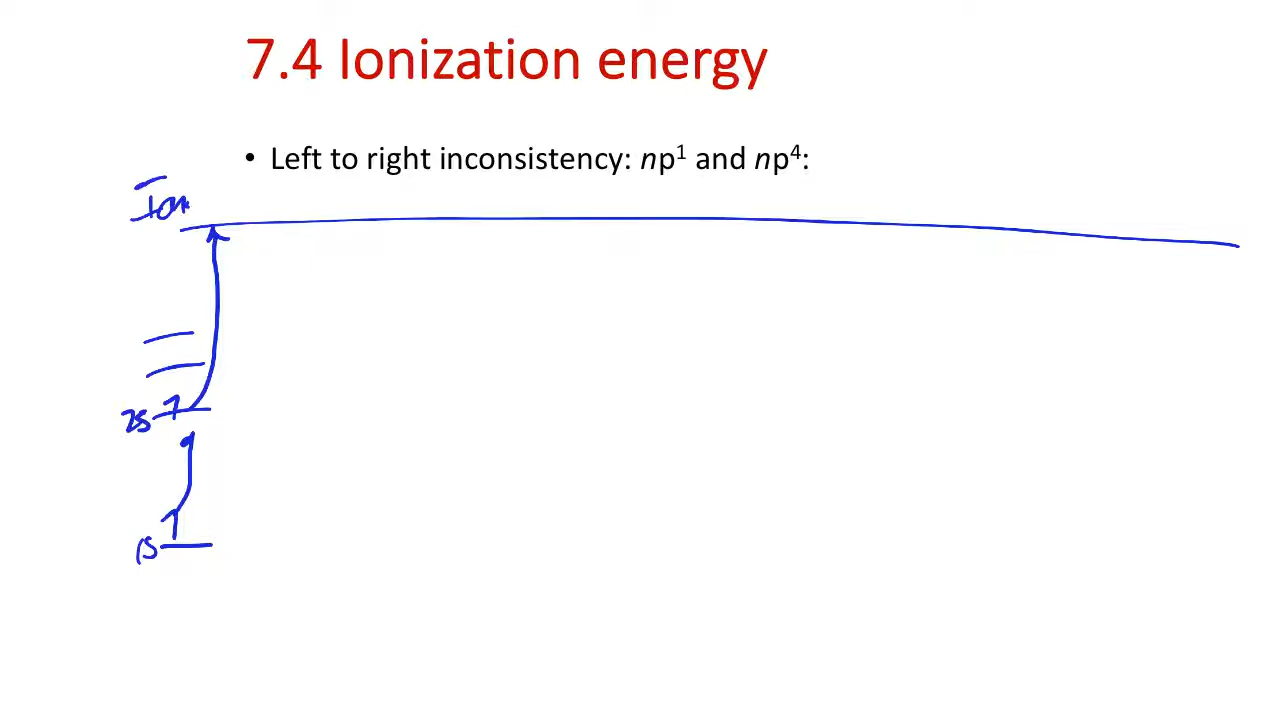 7.4 Ionization energy
• Left to right inconsistency: np¹ and np⁴:
Ion
2s
1s